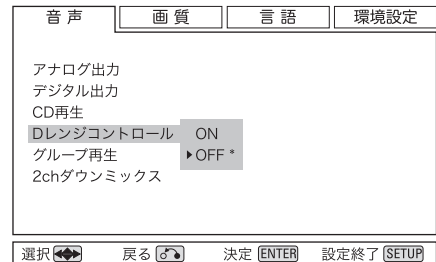 音声 画質 言語 環境設定
アナログ出力
デジタル出力
CD再生
Dレンジコントロール ON
グループ再生 OFF *
2chダウンミックス
選択 戻る 決定 ENTER 設定終了 SETUP